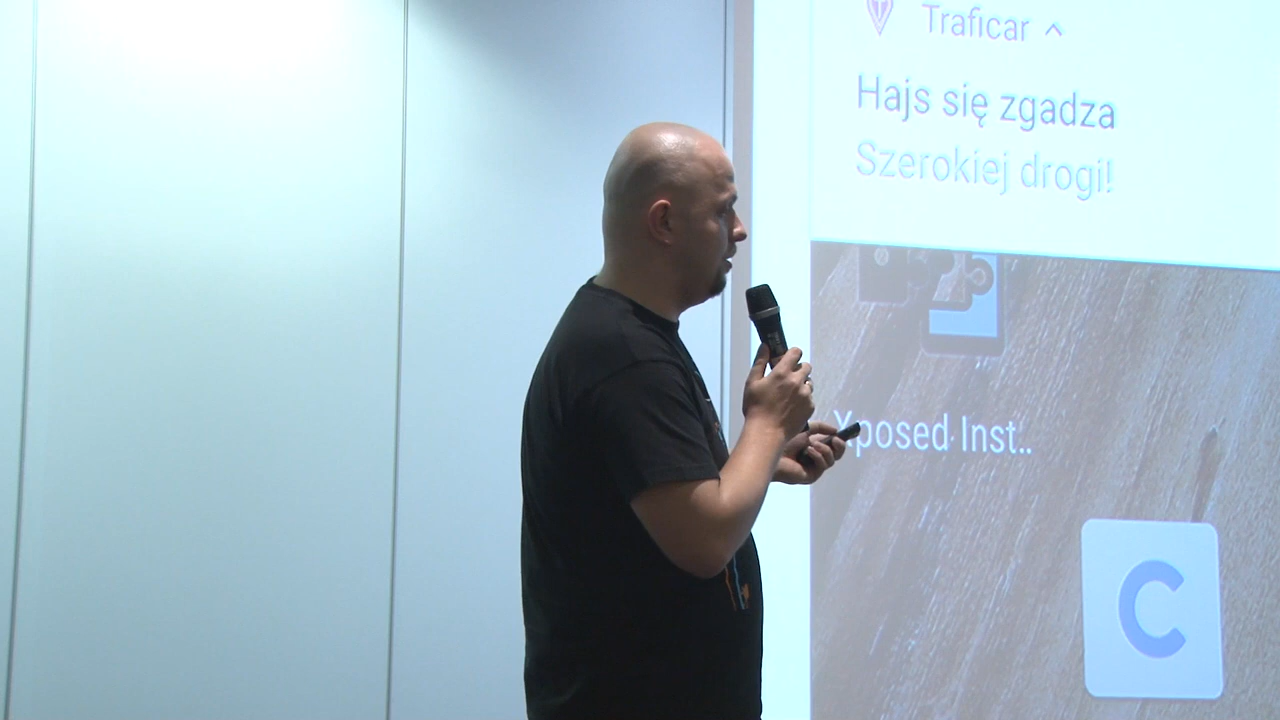 Traficar ^
Hajs się zgadza
Szerokiej drogi!
Xposed Inst..
C